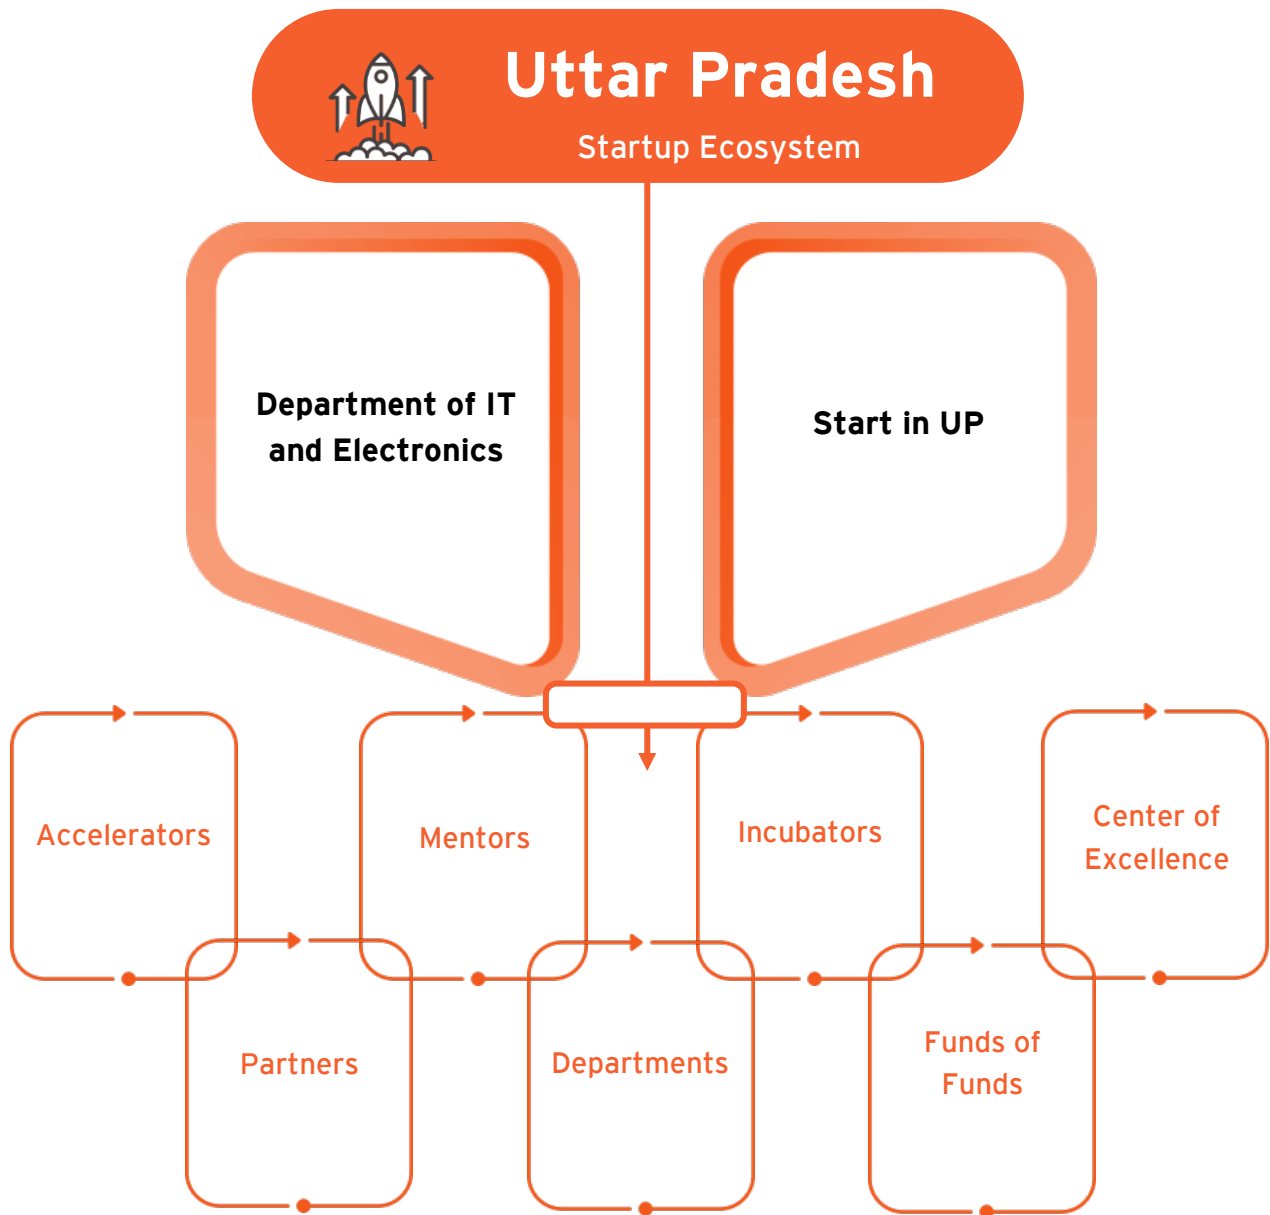 Uttar Pradesh
Startup Ecosystem
Department of IT
and Electronics
Start in UP
Accelerators
Mentors
Incubators
Center of
Excellence
Partners
Departments
Funds of
Funds